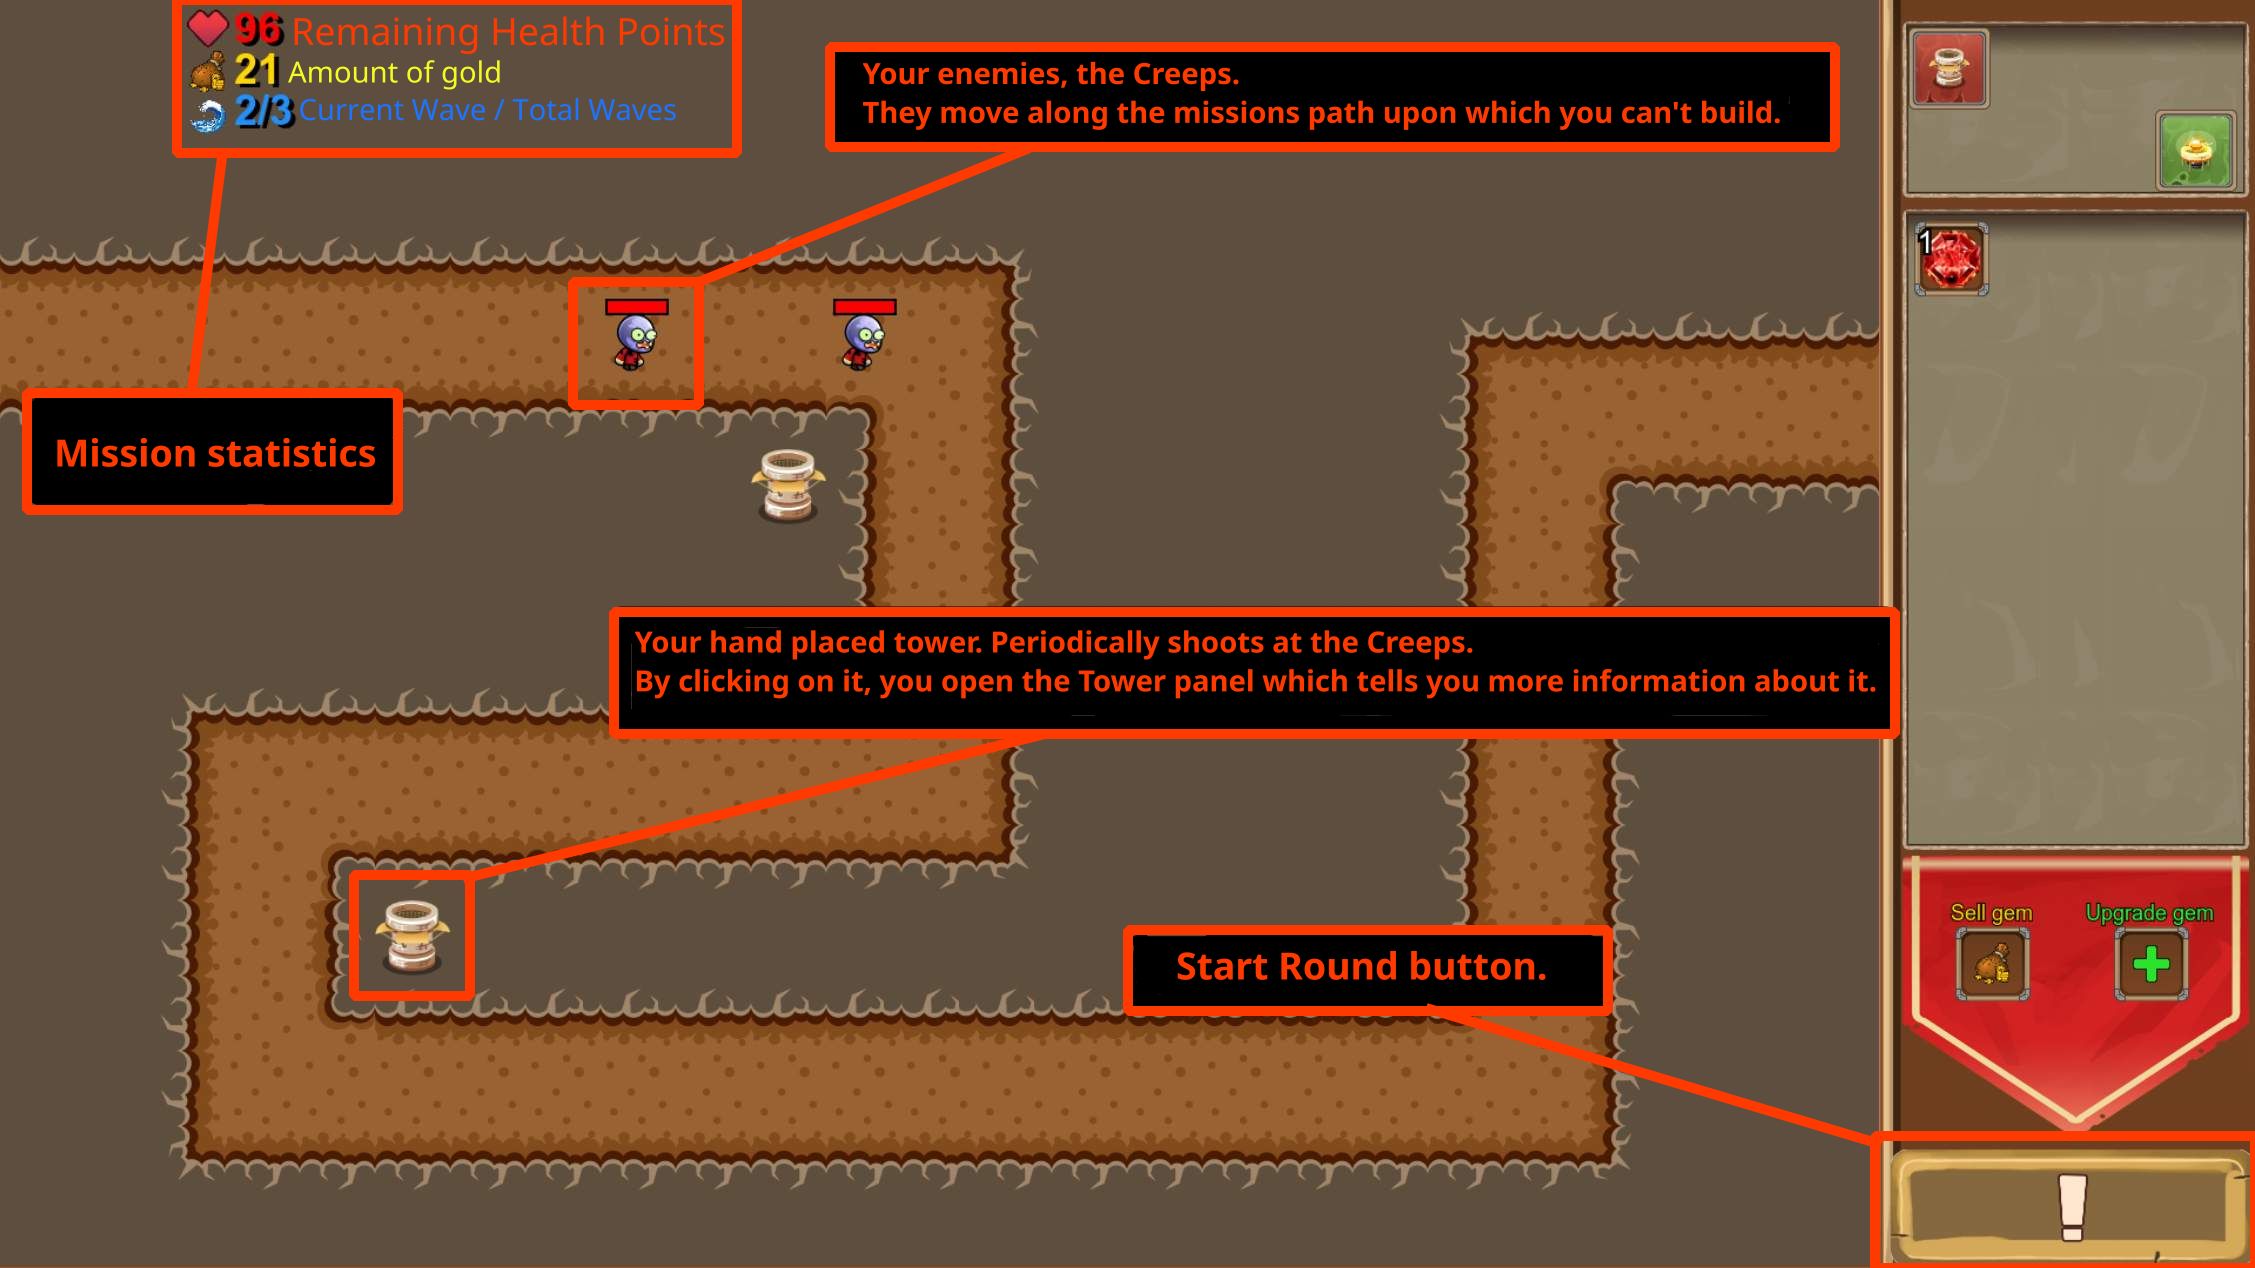 96 Remaining Health Points
21 Amount of gold
2/3 Current Wave / Total Waves
Your enemies, the Creeps.
They move along the missions path upon which you can't build.
1
Mission statistics
Your hand placed tower. Periodically shoots at the Creeps.
By clicking on it, you open the Tower panel which tells you more information about it.
Sell gem
Upgrade gem
Start Round button.
!